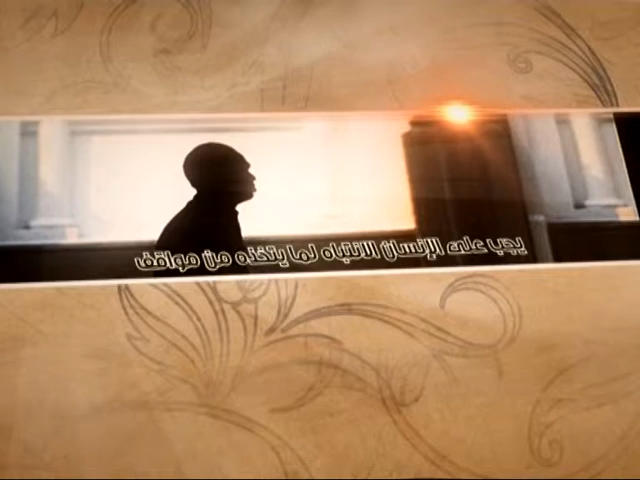 يجب على الإنسان الانتباه لما يتخذه من مواقف